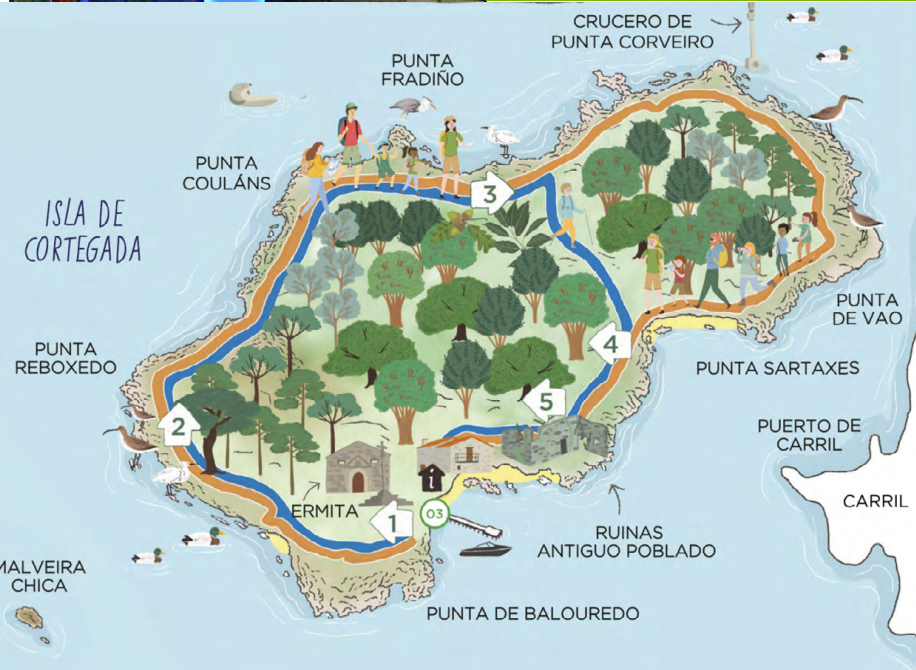 CRUCERO DE
PUNTA CORVEIRO
PUNTA
FRADIÑO
PUNTA
COULÁNS
3
ISLA DE
CORTEGADA
PUNTA
DE VAO
PUNTA
REBOXEDO
4
PUNTA SARTAXES
5
2
PUERTO DE
CARRIL
i
CARRIL
ERMITA
1
03
RUINAS
ANTIGUO POBLADO
MALVEIRA
CHICA
PUNTA DE BALOUREDO